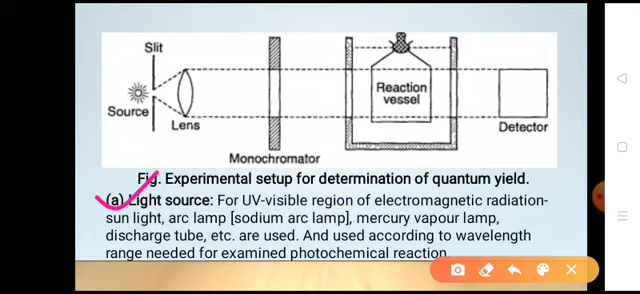 Slit
Source
Lens
Monochromator
Reaction
vessel
Detector
Fig. Experimental setup for determination of quantum yield.
(a) Light source: For UV-visible region of electromagnetic radiation-
sun light, arc lamp [sodium arc lamp], mercury vapour lamp,
discharge tube, etc. are used. And used according to wavelength
range needed for examined photochemical reaction